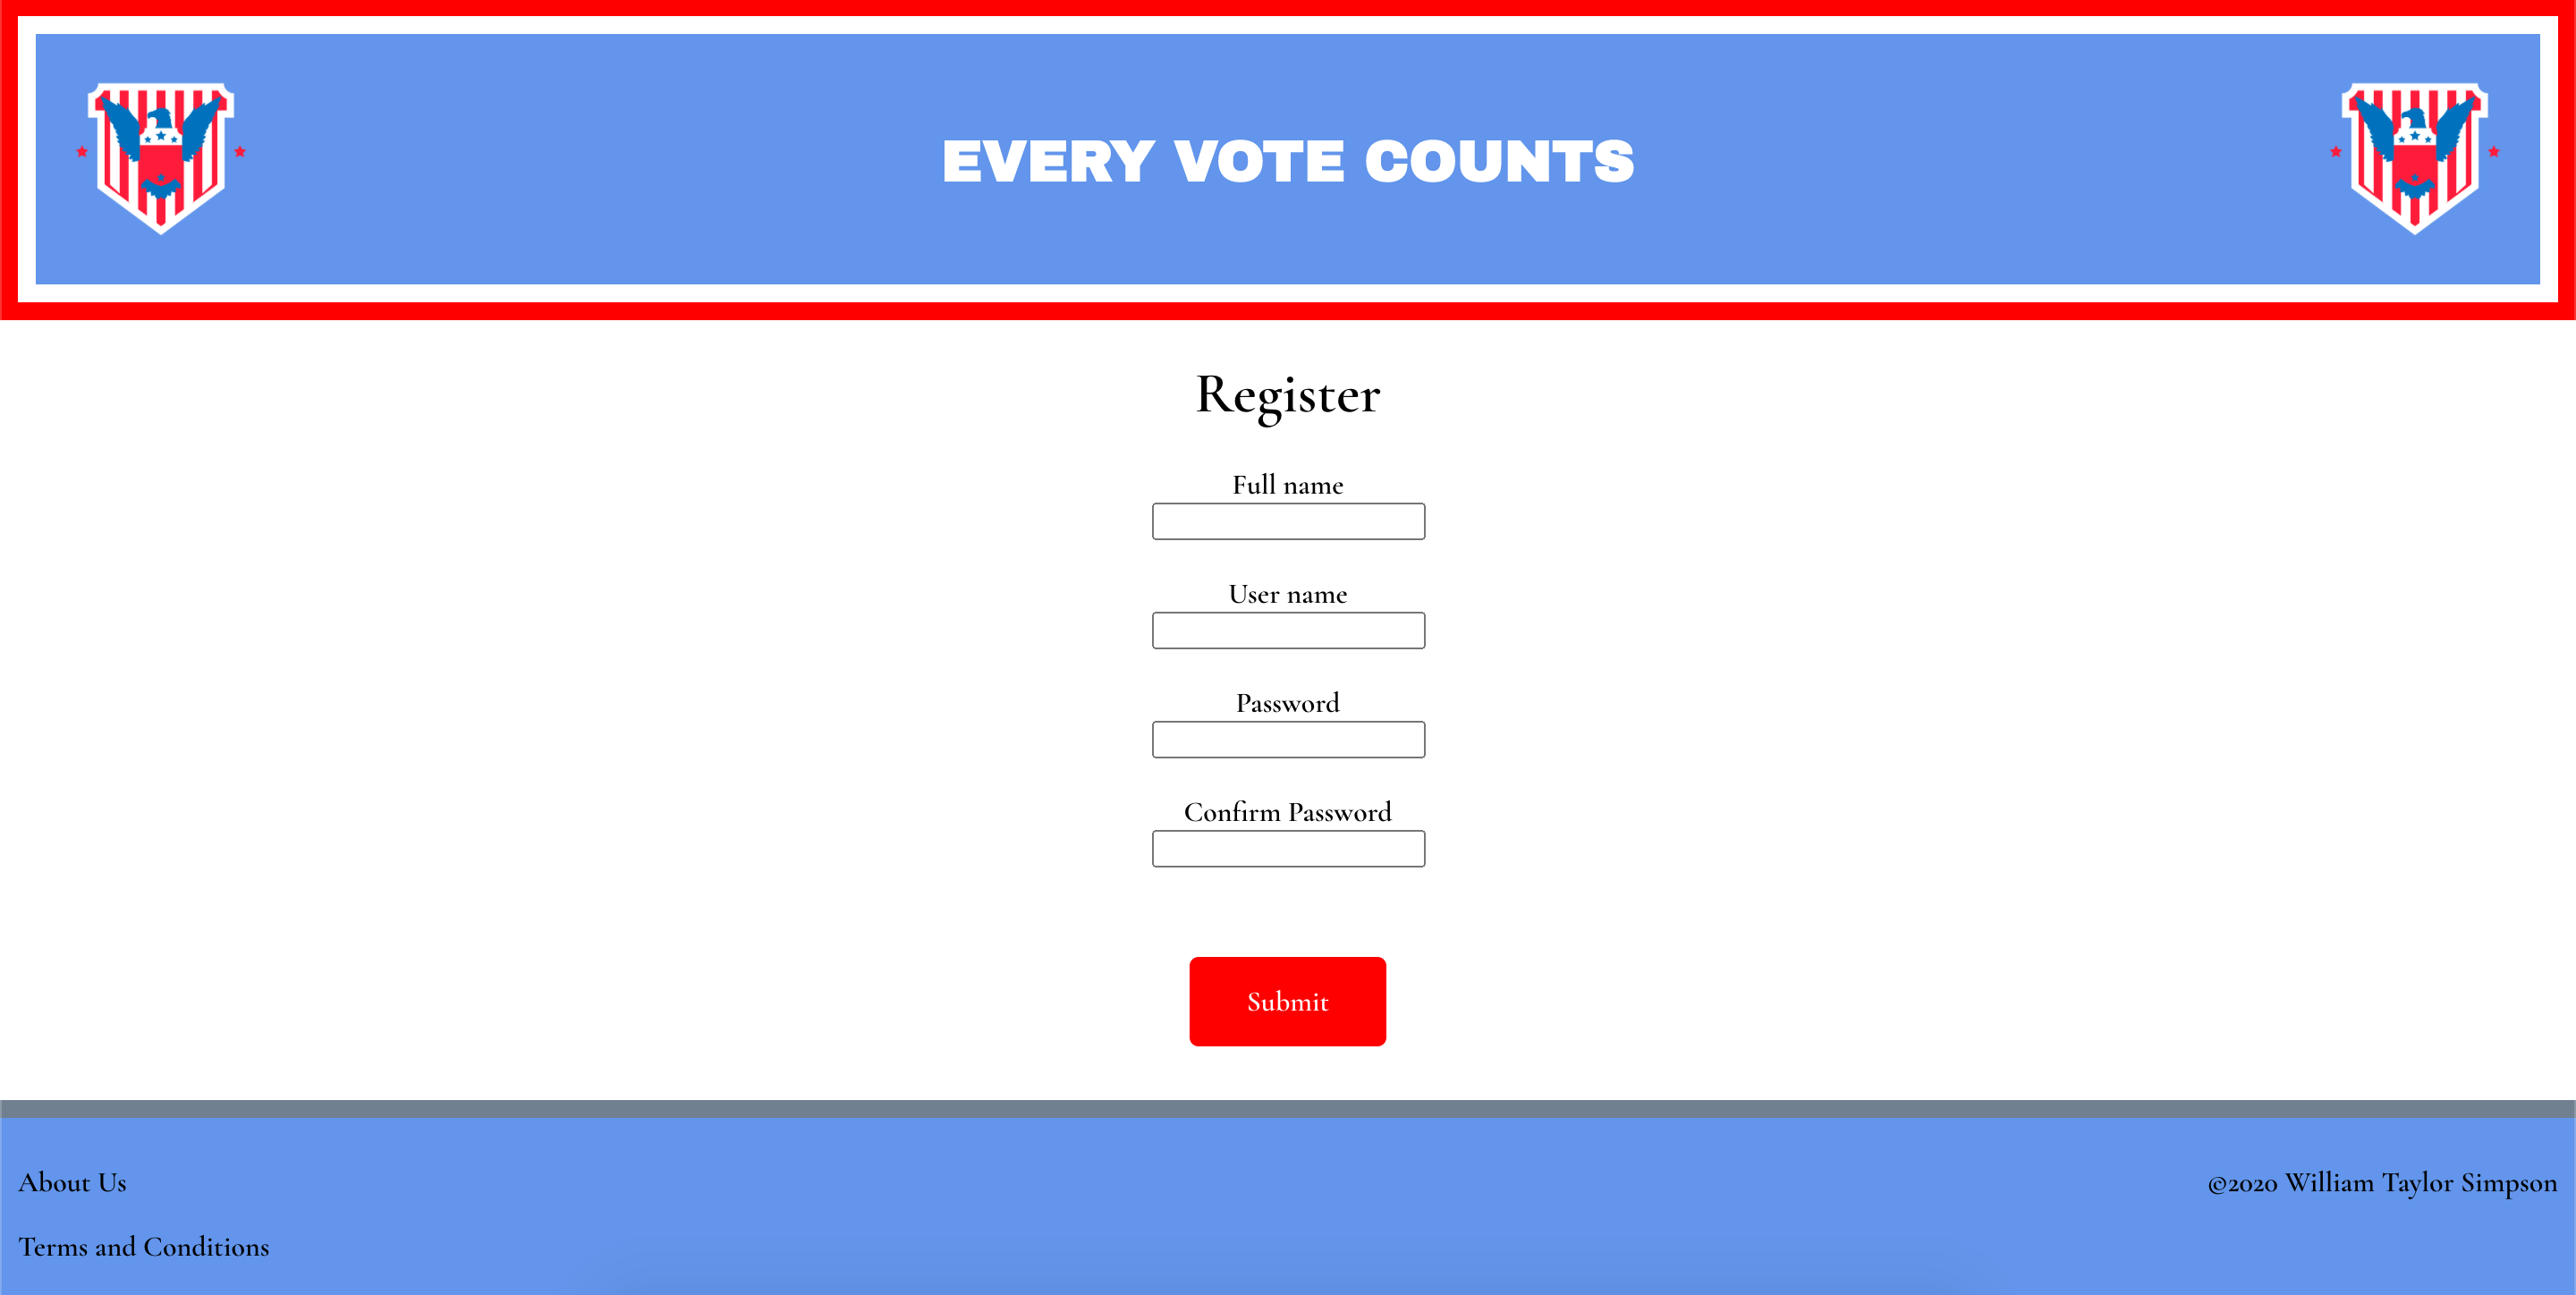 EVERY VOTE COUNTS
Register
Full name
User name
Password
Confirm Password
Submit
About Us
©2020 William Taylor Simpson
Terms and Conditions